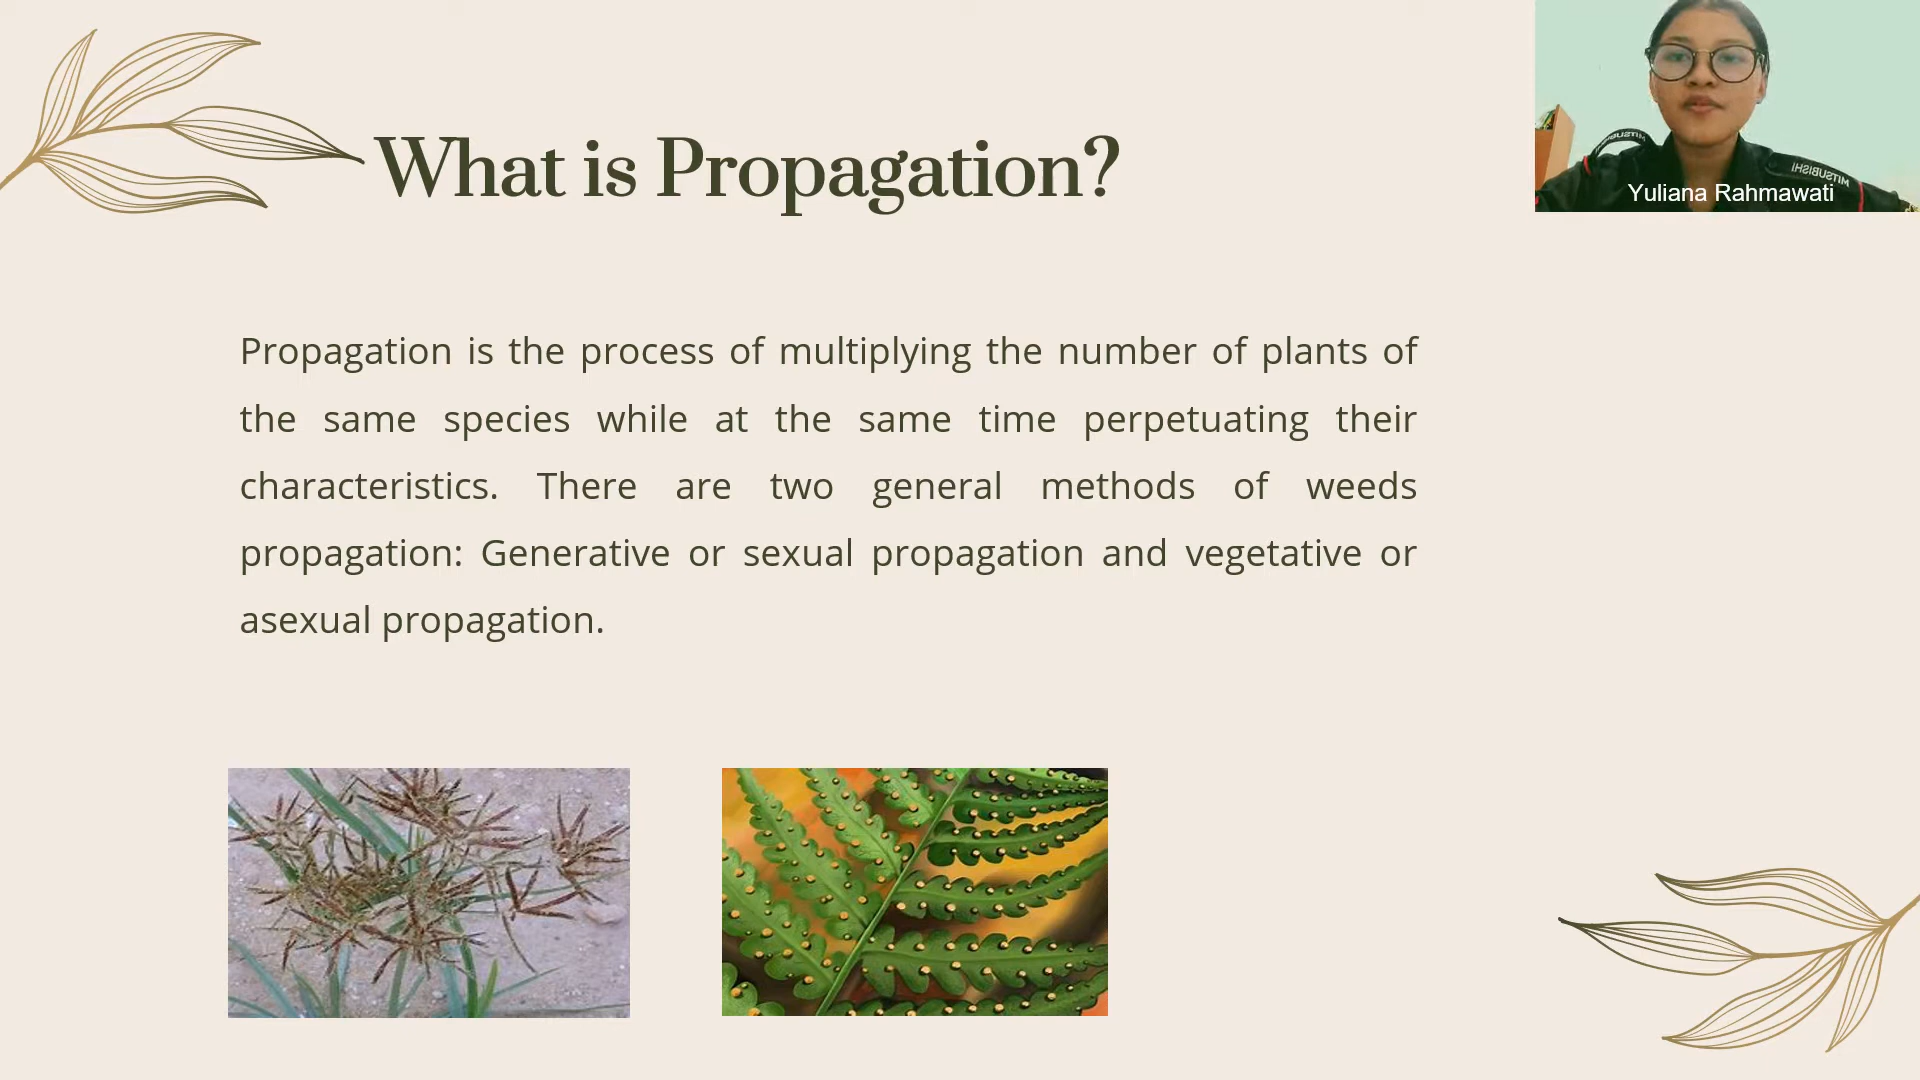 What is Propagation?
MITSUBISHI
Yuliana Rahmawati
Propagation is the process of multiplying the number of plants of
the same species while at the same time perpetuating their
characteristics. There are two general methods of weeds
propagation: Generative or sexual propagation and vegetative or
asexual propagation.